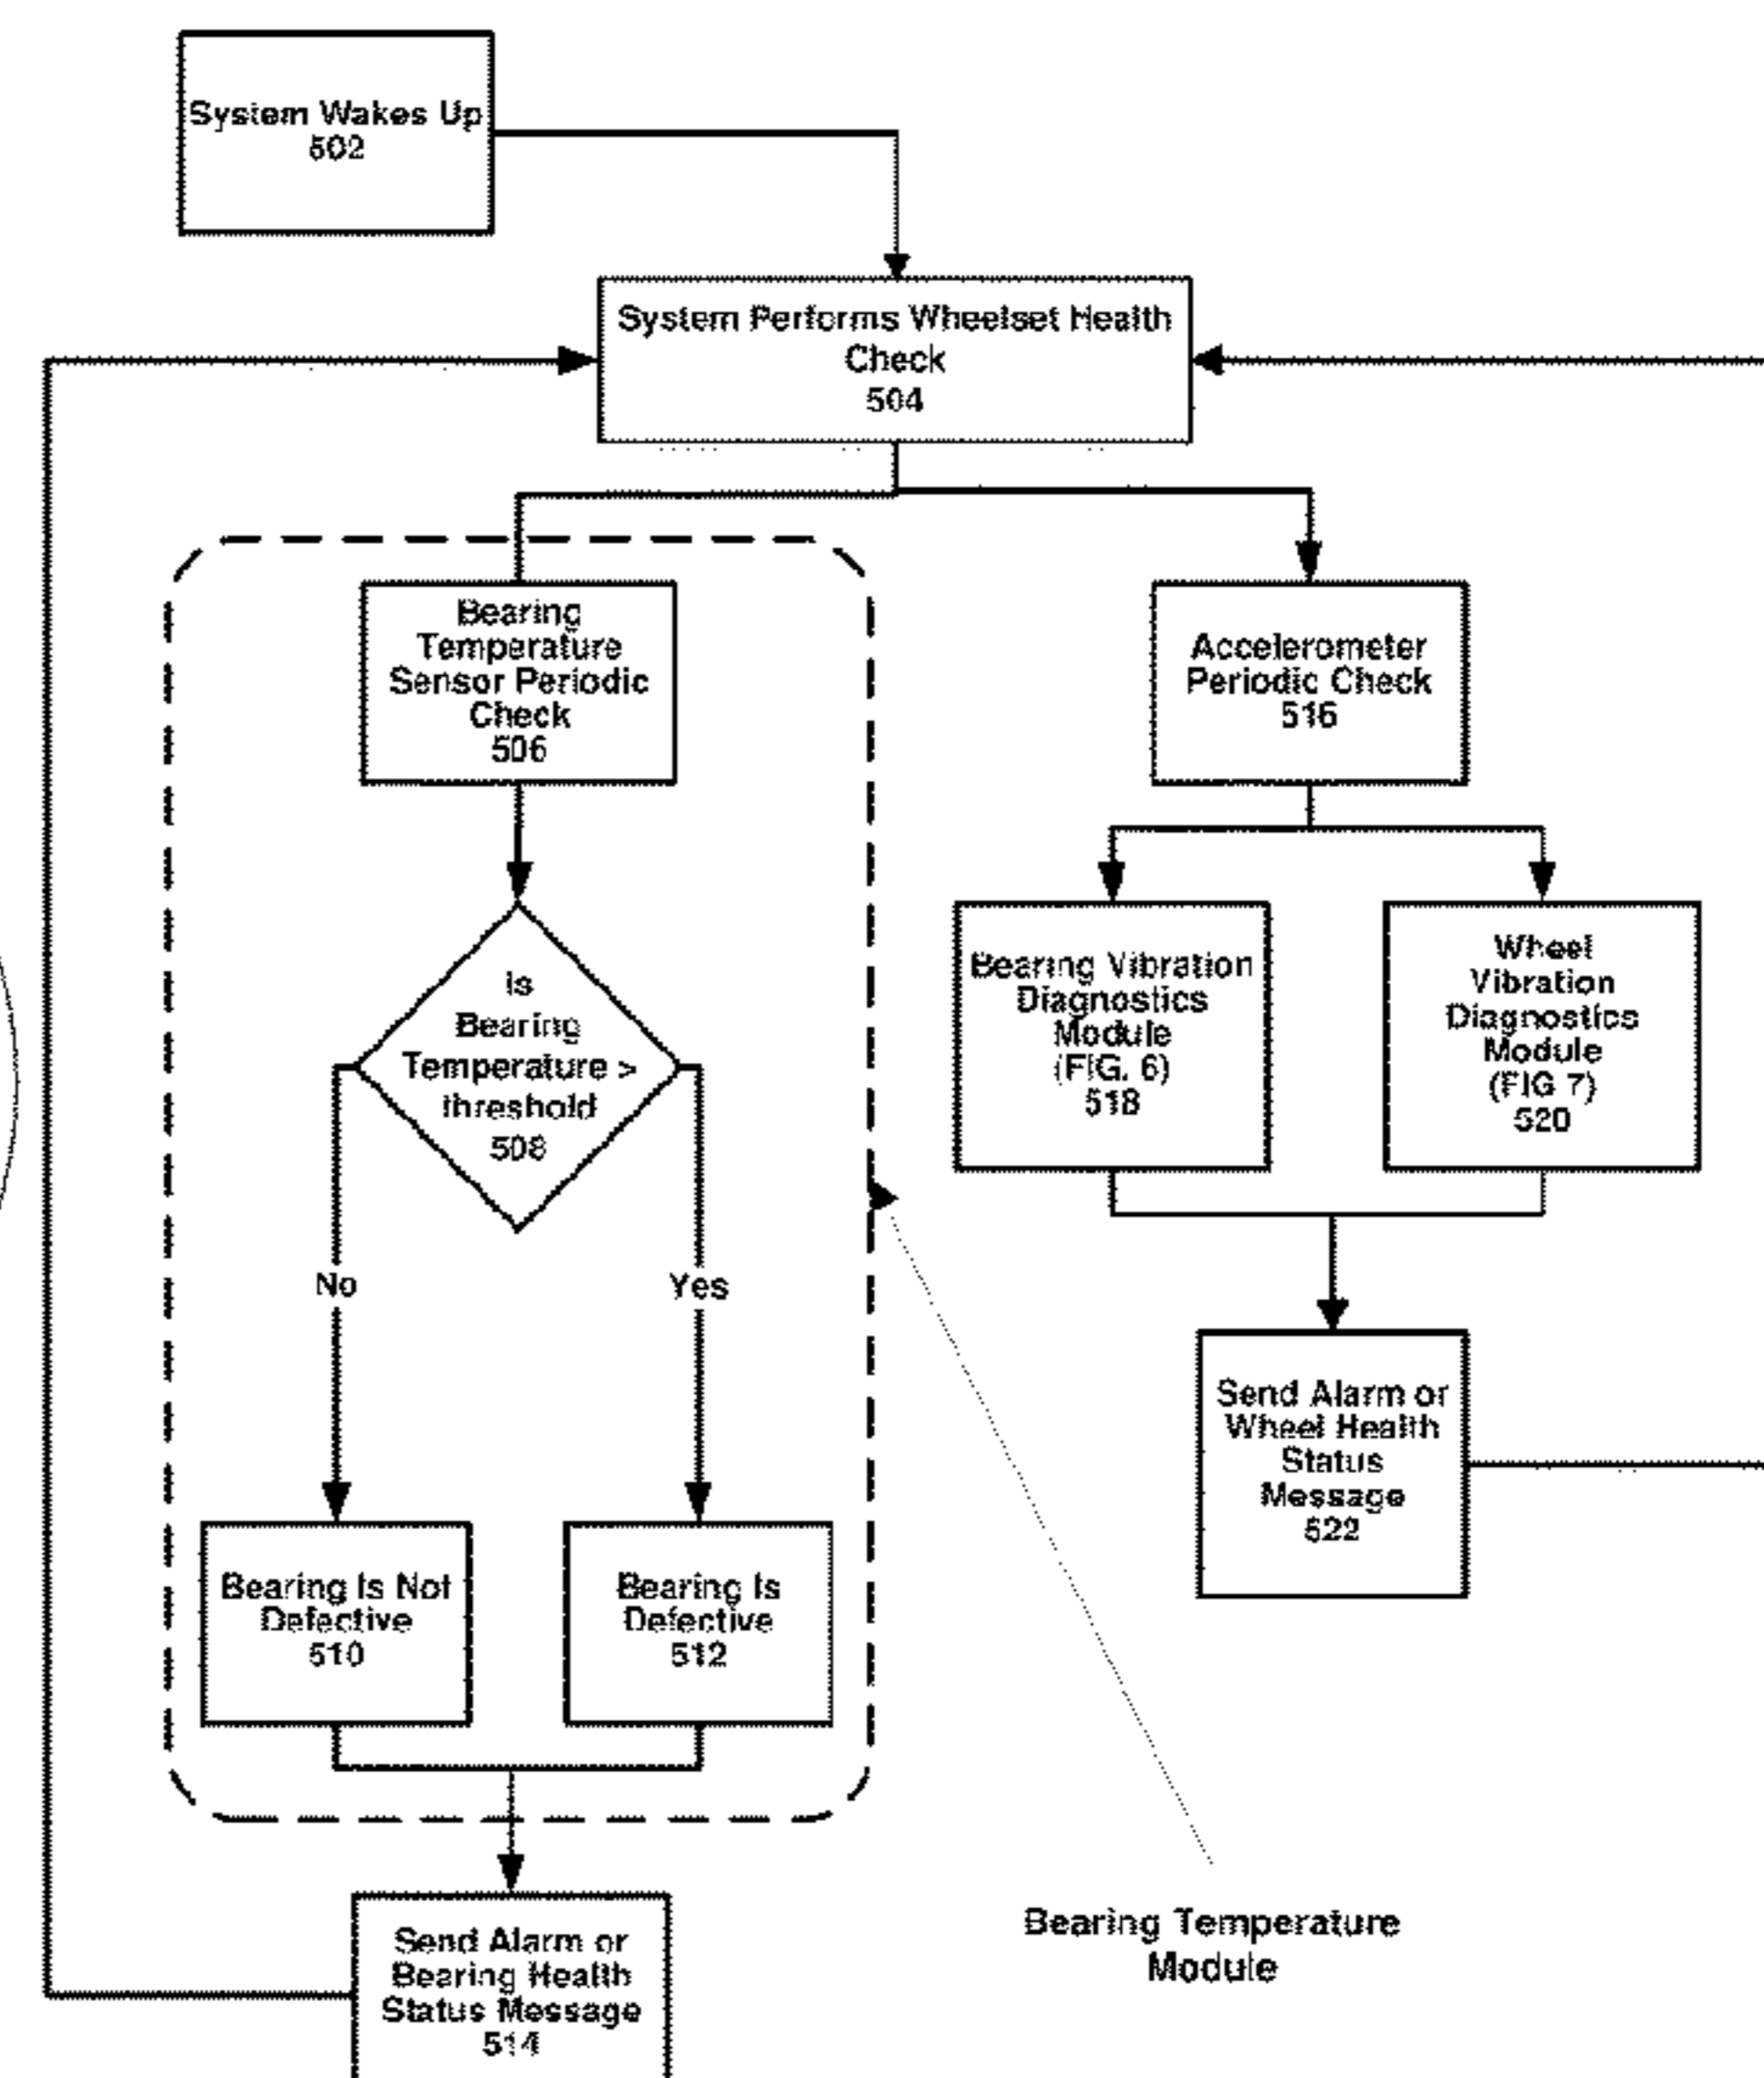 System Wakes Up
502
System Performs Wheelset Health
Check
504
Bearing
Temperature
Sensor Periodic
Check
506
Accelerometer
Periodic Check
516
Is
Bearing
Temperature >
threshold
508
Bearing Vibration
Diagnostics
Module
(FIG. 6)
518
Wheel
Vibration
Diagnostics
Module
(FIG 7)
520
No
Yes
Send Alarm or
Wheel Health
Status
Message
522
Bearing Is Not
Defective
510
Bearing Is
Defective
512
Send Alarm or
Bearing Health
Status Message
514
Bearing Temperature
Module